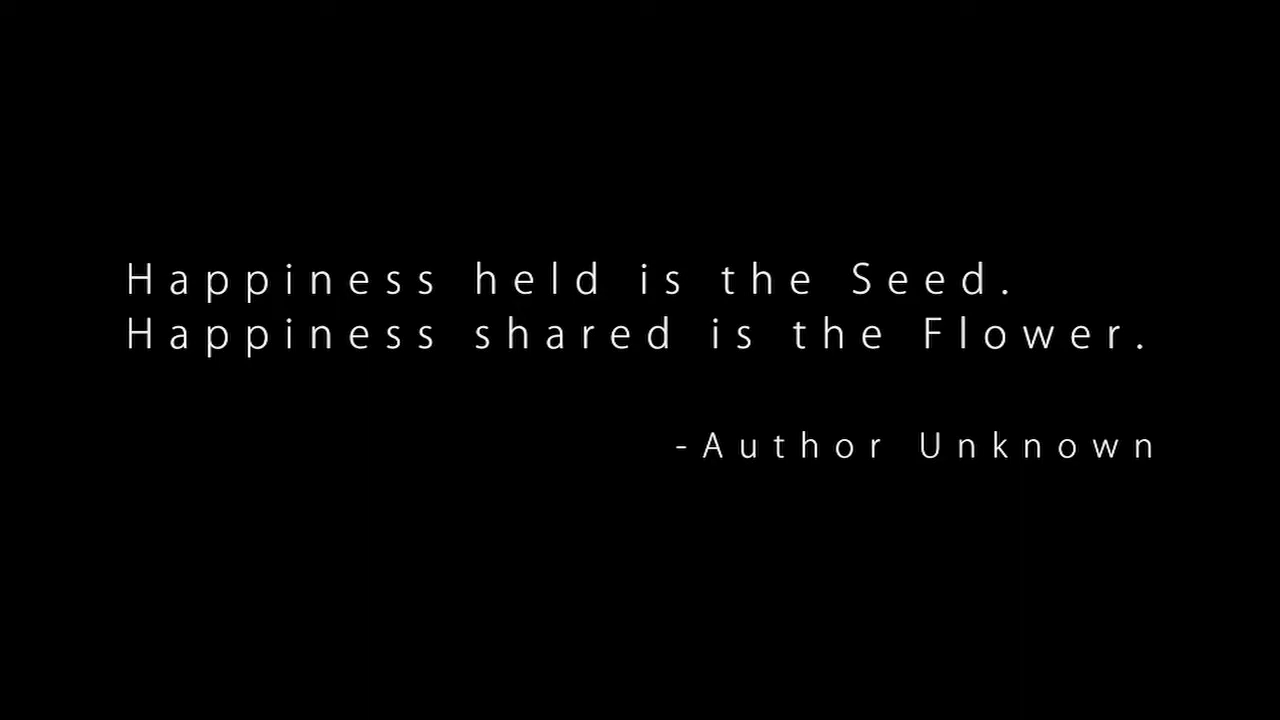 Happiness held is the Seed.
Happiness shared is the Flower.
-Author Unknown